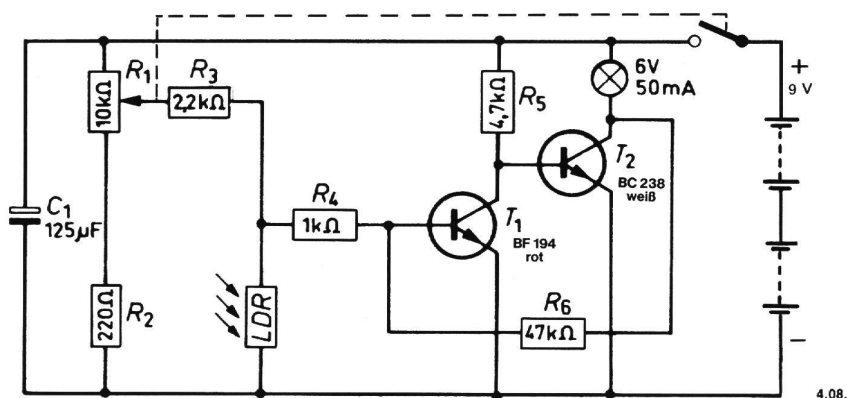 R1
10kΩ
R3
2,2kΩ
R5
4,7kΩ
6V
50mA
+
9 V
T2
BC 238
weiß
C1
125µF
R4
1kΩ
T1
BF 194
rot
R2
220Ω
LDR
R6
47kΩ
−
4.08.